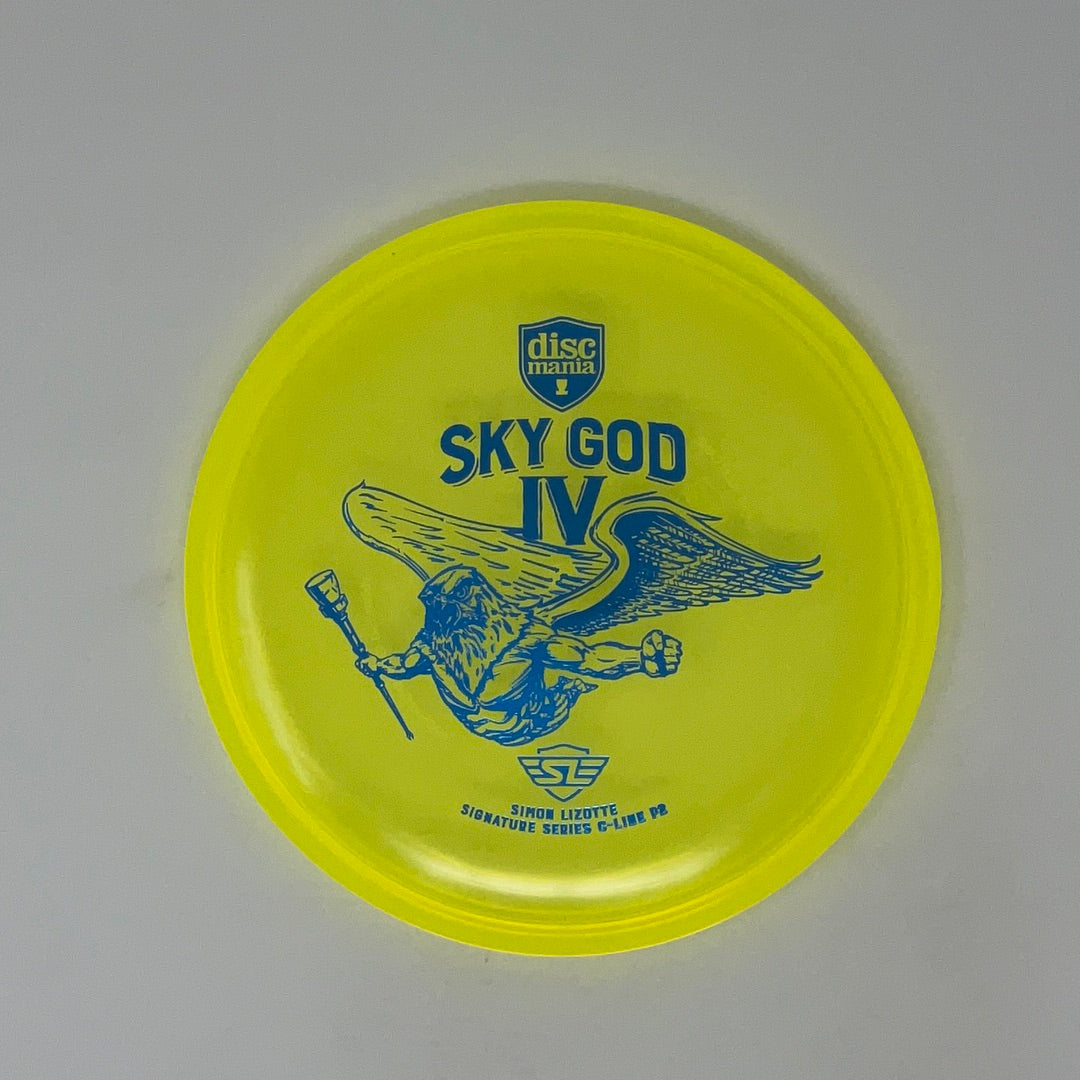 disc
mania
SKY GOD
IV
SL
SIMON LIZOTTE
SIGNATURE SERIES C-LINE P2